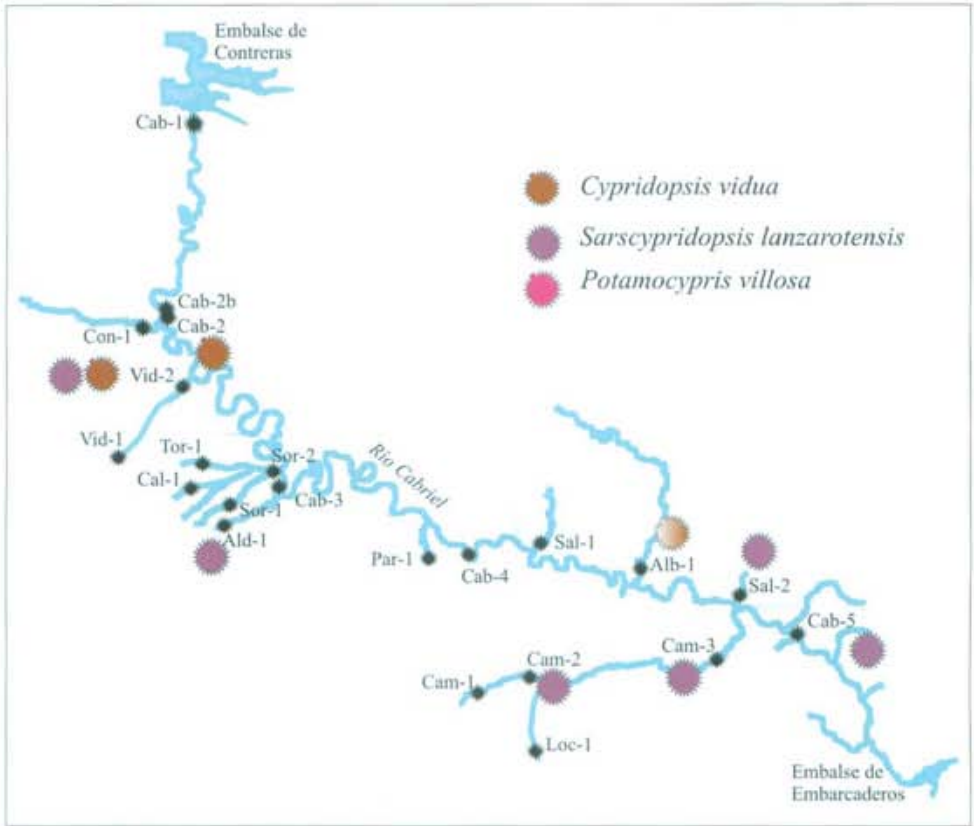 Embalse de
Contreras
Cab-1
Cypridopsis vidua
Sarscypridopsis lanzarotensis
Potamocypris villosa
Cab-2b
Cab-2
Con-1
Vid-2
Vid-1
Tor-1
Sor-2
Cal-1
Cab-3
Sor-1
Ald-1
Rio Cabriel
Par-1
Cab-4
Sal-1
Alb-1
Sal-2
Cab-5
Cam-3
Cam-2
Cam-1
Loc-1
Embalse de
Embarcaderos